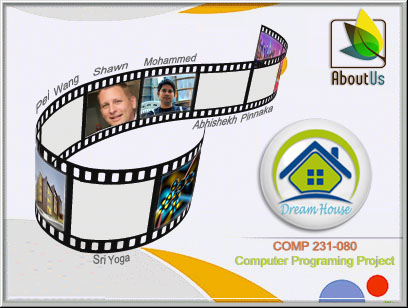 Pei Wang
Shawn
Mohammed
Abhishekh Pinnaka
Sri Yoga
AboutUs
Dream House
COMP 231-080
Computer Programing Project